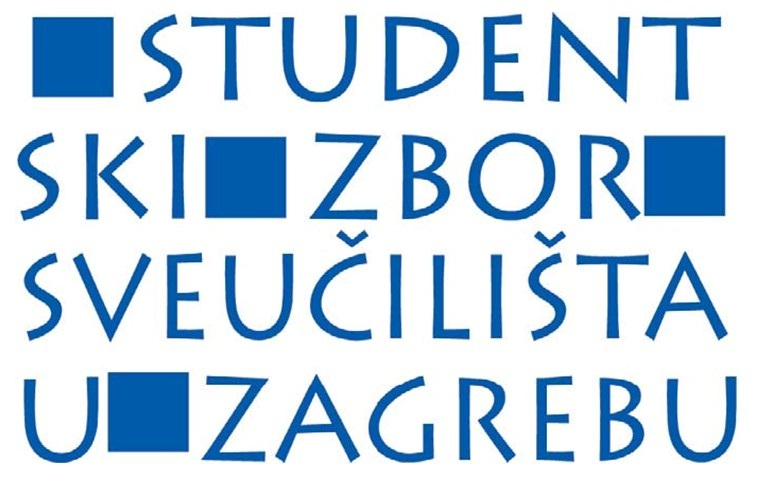 STUDENT
SKI ZBOR
SVEUČILIŠTA
U ZAGREBU